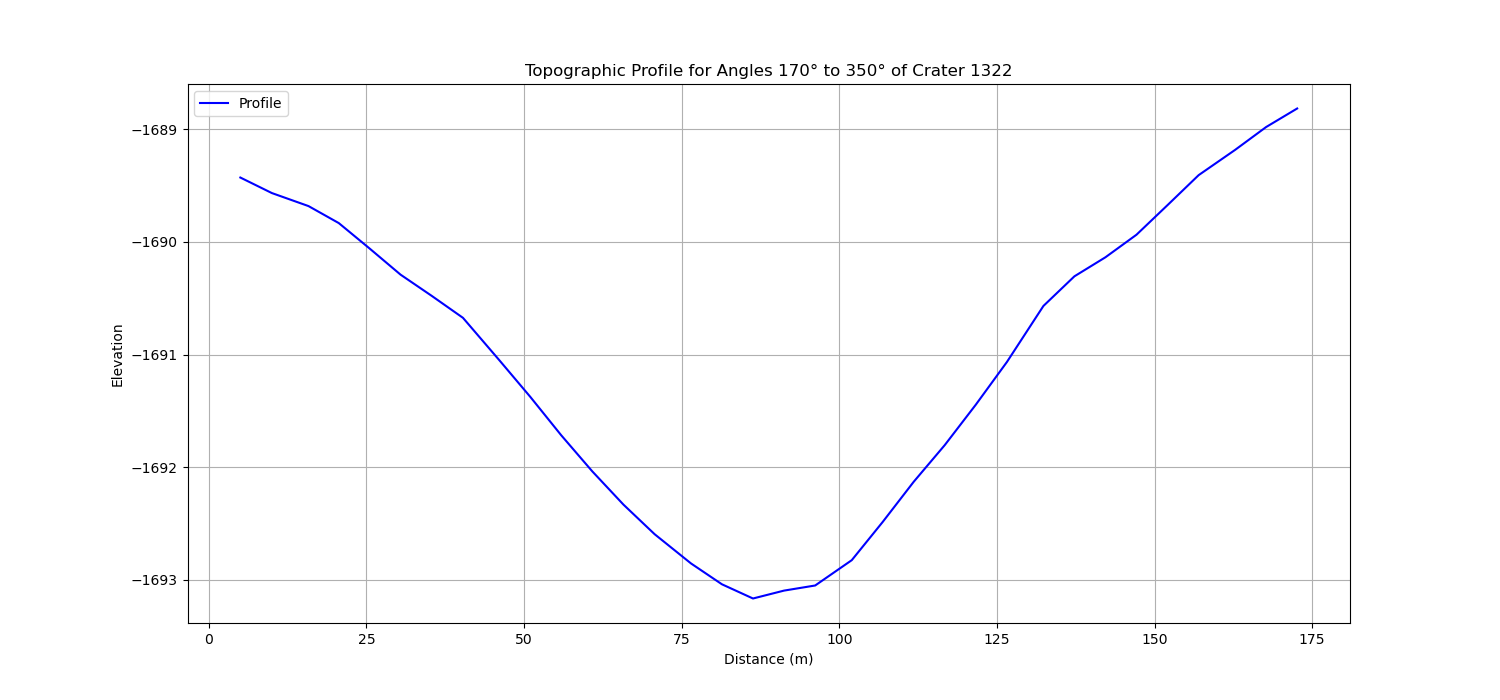 Topographic Profile for Angles 170° to 350° of Crater 1322
Profile
−1689
−1690
−1691
−1692
−1693
Elevation
0 25 50 75 100 125 150 175
Distance (m)